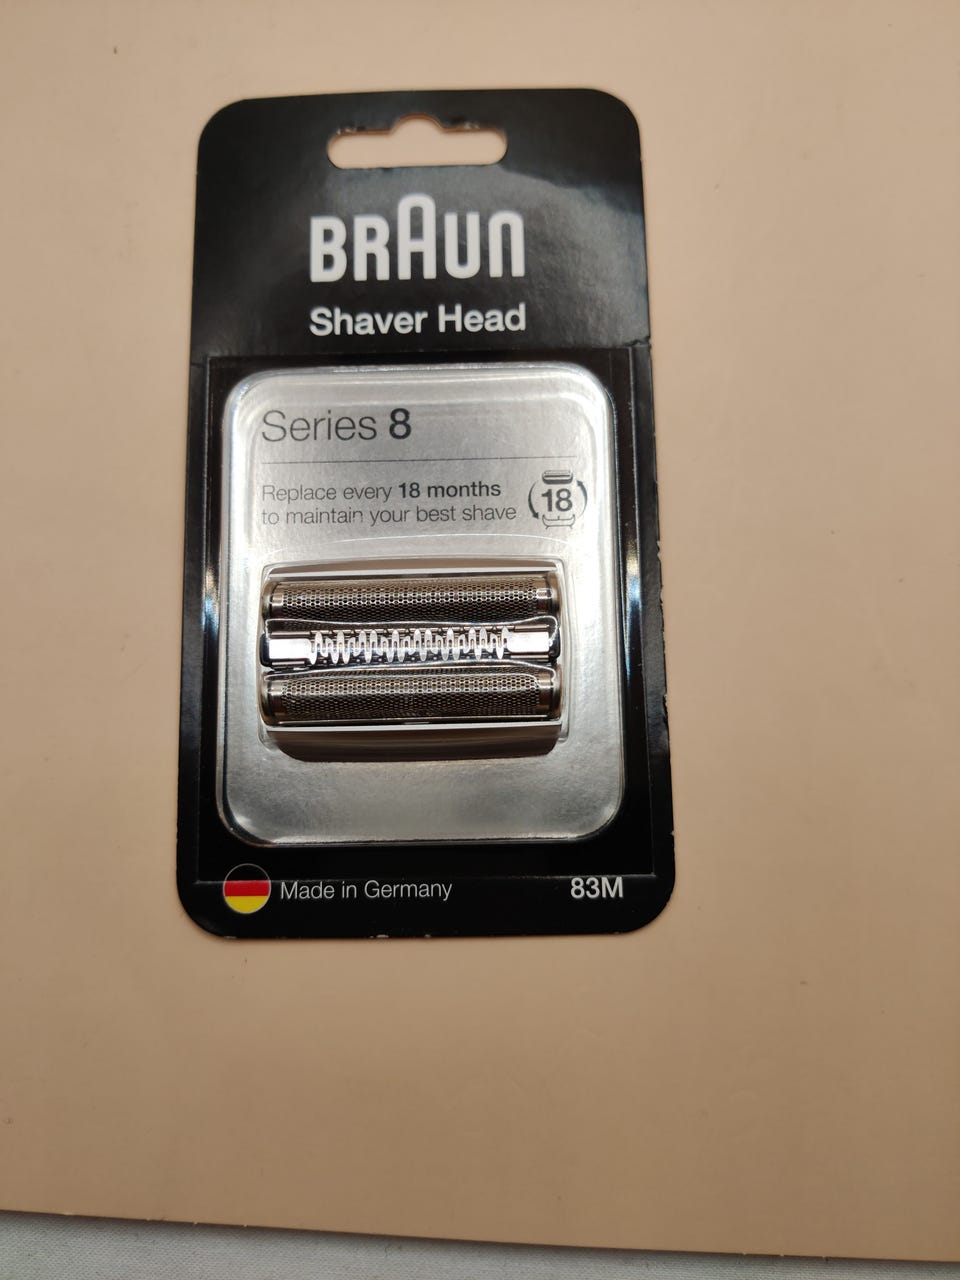 BRAUN
Shaver Head
Series 8
Replace every 18 months
to maintain your best shave
18
Made in Germany
83M